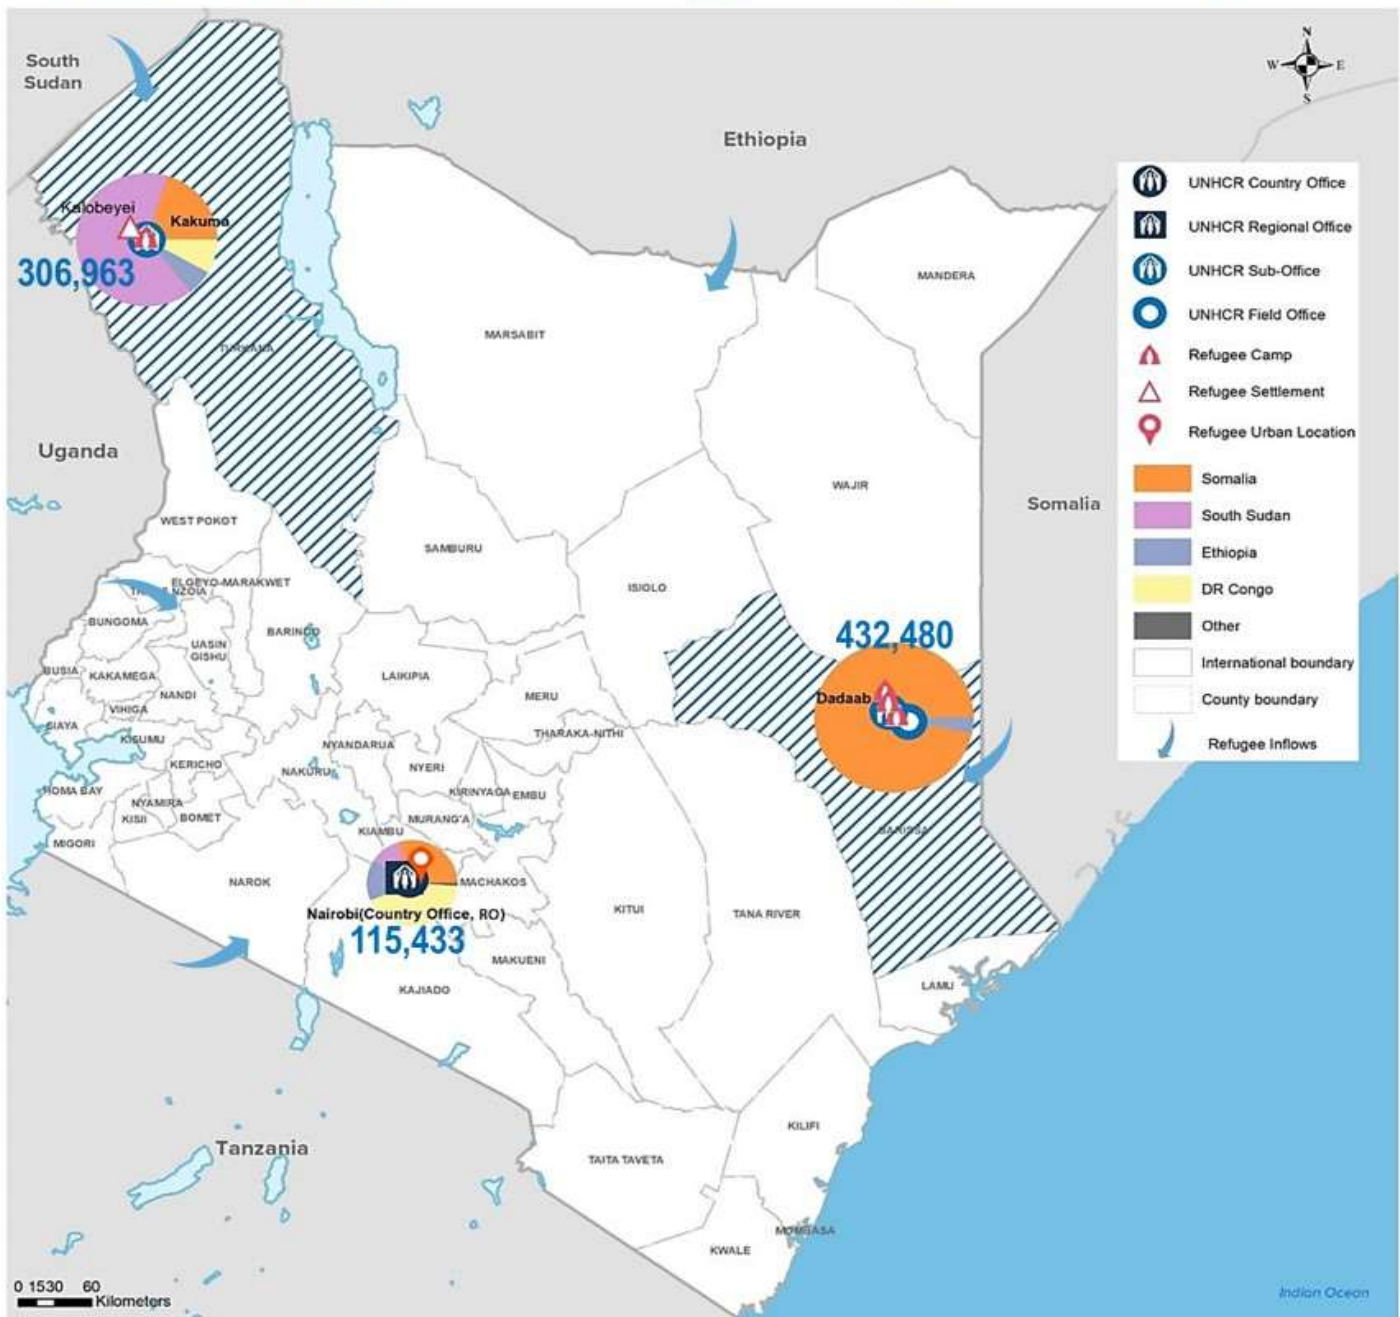 South
Sudan
Ethiopia
N
W
E
S
UNHCR Country Office
UNHCR Regional Office
UNHCR Sub-Office
UNHCR Field Office
Refugee Camp
Refugee Settlement
Refugee Urban Location
Somalia
South Sudan
Ethiopia
DR Congo
Other
International boundary
County boundary
Refugee Inflows
Kalobeyei
Kakuma
306,963
MANDERA
MARSABIT
TURKANA
Uganda
WAJIR
Somalia
WEST POKOT
SAMBURU
ISIOLO
ELGEYO-MARAKWET
NZOIA
BUNGOMA
BARINGO
UASIN
GISHU
432,480
BUSIA
KAKAMEGA
LAIKIPIA
NANDI
MERU
Dadaab
VIHIGA
SIAYA
KISUMU
THARAKA-NITHI
NYANDARUA
KERICHO
NAKURU
NYERI
HOMA BAY
KIRINYAGA
EMBU
NYAMIRA
KISII
BOMET
MURANG'A
KIAMBU
GARISSA
MIGORI
NAROK
MACHAKOS
KITUI
TANA RIVER
Nairobi(Country Office, RO)
115,433
MAKUENI
KAJIADO
LAMU
KILIFI
Tanzania
TAITA TAVETA
MOMBASA
KWALE
0 1530 60
Kilometers
Indian Ocean